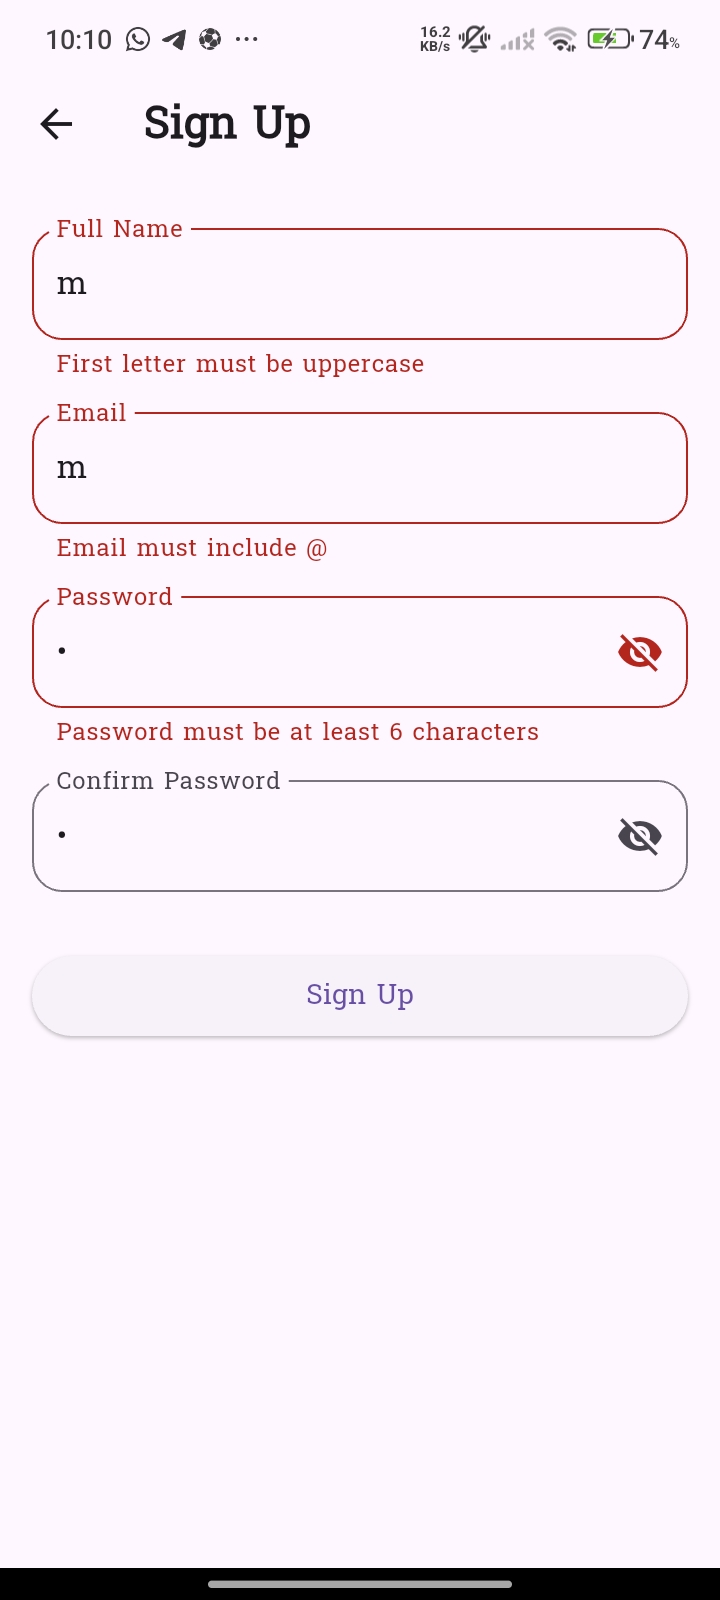 10:10 16.2 KB/s 74%
Sign Up
Full Name
m
First letter must be uppercase
Email
m
Email must include @
Password
•
Password must be at least 6 characters
Confirm Password
•
Sign Up